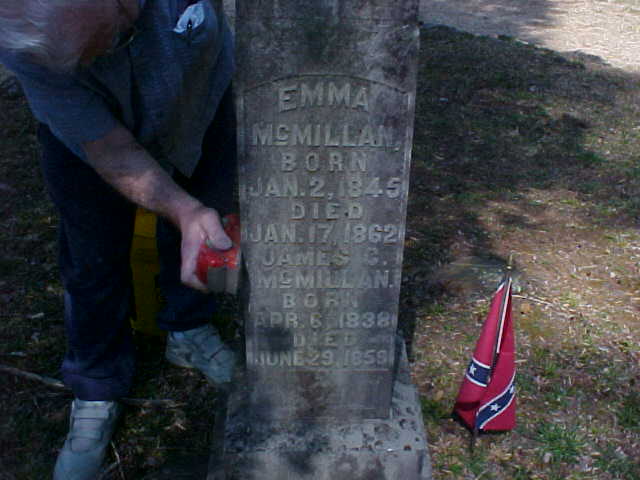 EMMA
McMILLAN,
BORN
JAN. 2, 1845
DIED
JAN. 17, 1862
JAMES C.
McMILLAN.
BORN
APR. 6, 1838
DIED
JUNE 29, 1859